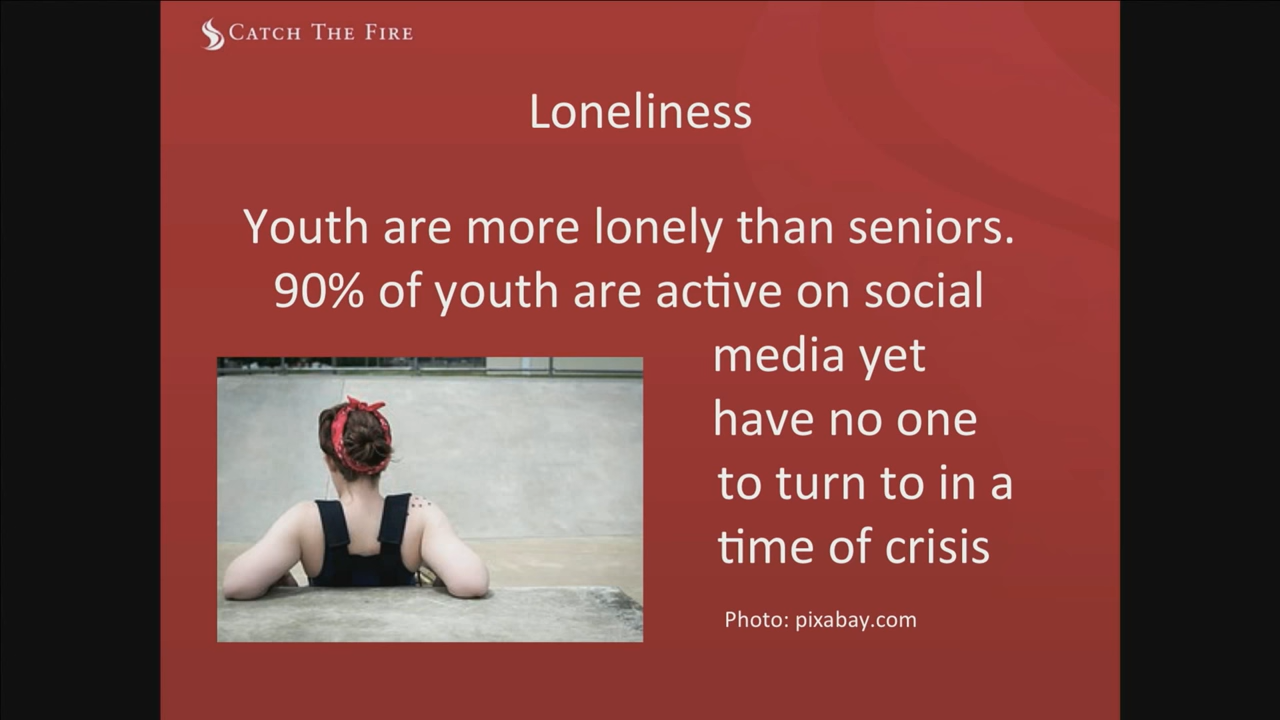 CATCH THE FIRE
Loneliness
Youth are more lonely than seniors.
90% of youth are active on social
media yet
have no one
to turn to in a
time of crisis
Photo: pixabay.com